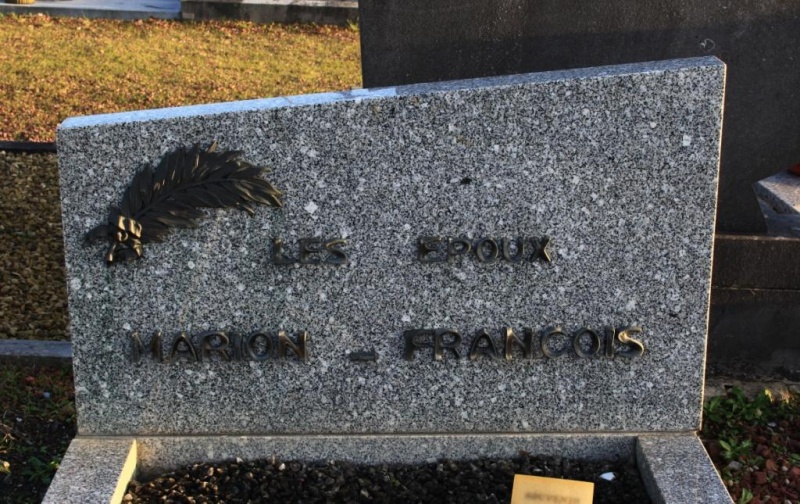 LES EPOUX
MARION - FRANCOIS